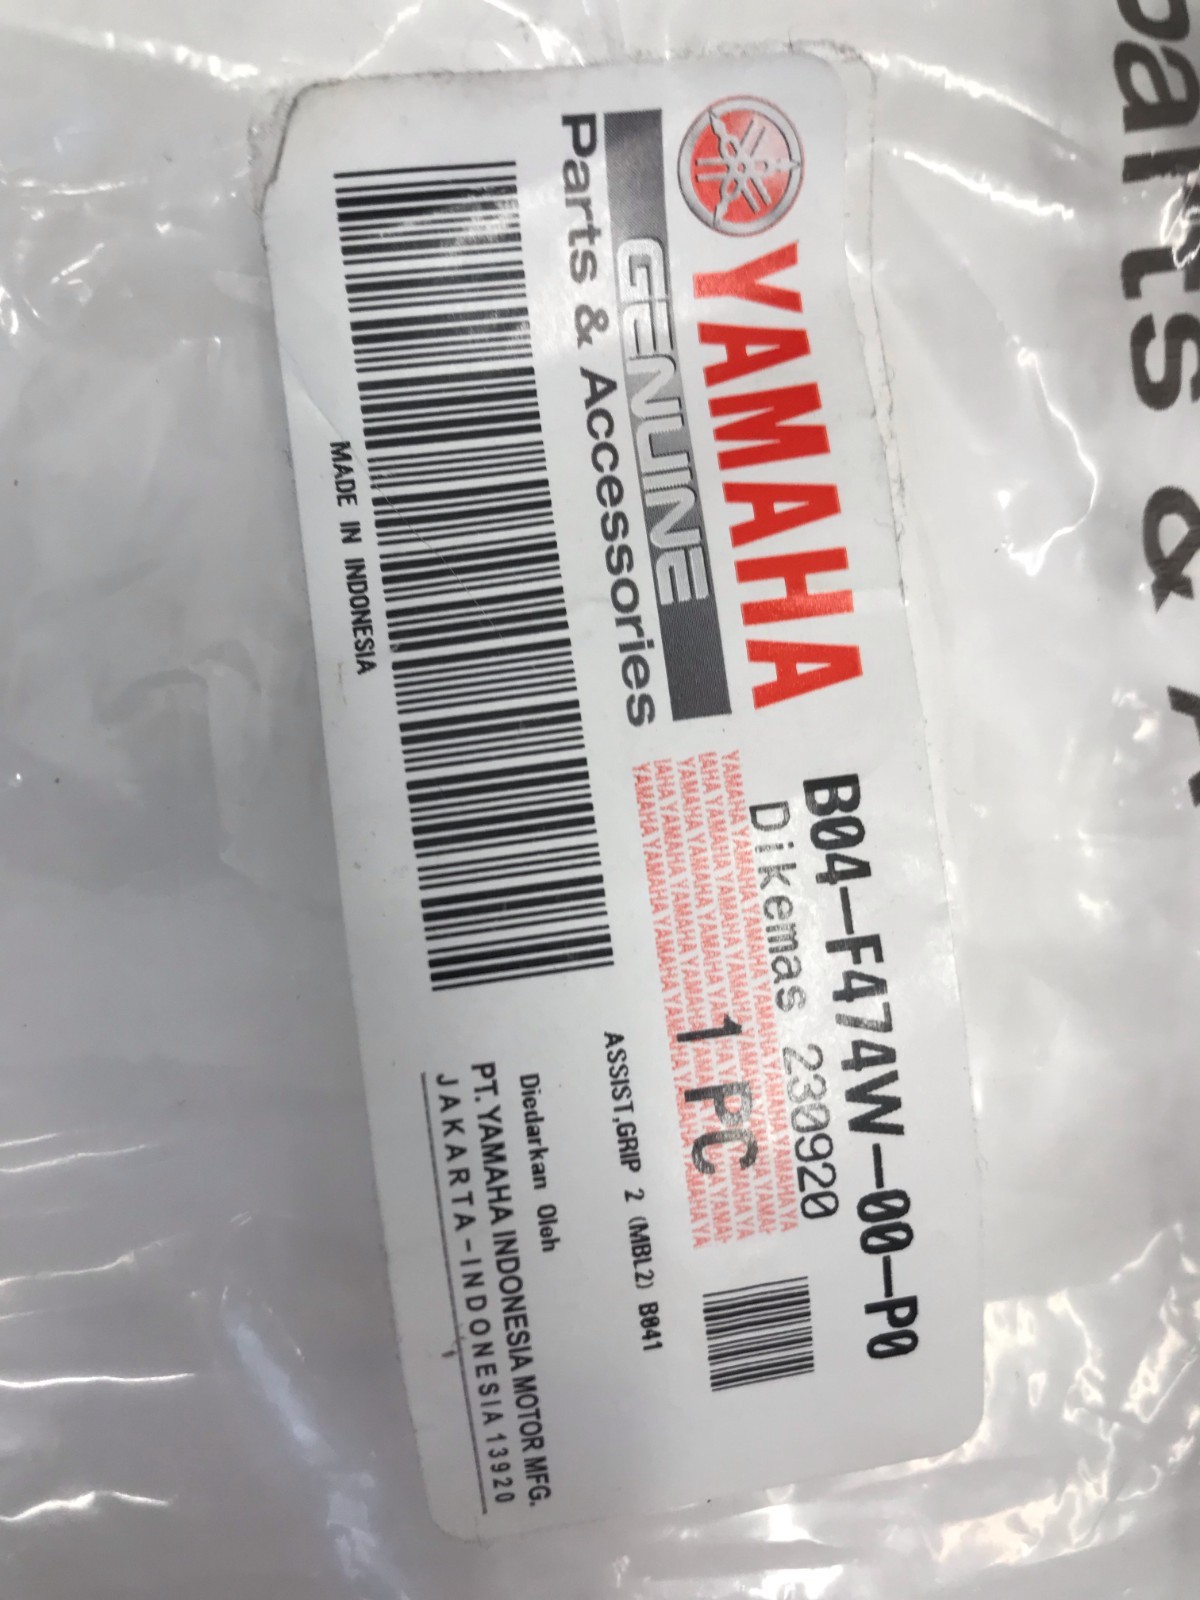 YAMAHA
GENUINE
Parts & Accessories
B04-F474W-00-P0
Dikemas 230920
1 PC
ASSIST,GRIP 2 (MBL2) B041
MADE IN INDONESIA
Diedarkan Oleh
PT. YAMAHA INDONESIA MOTOR MFG.
JAKARTA-INDONESIA 13920
parts & A